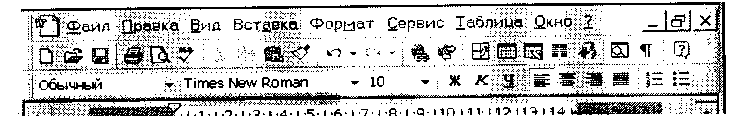 Файл Правка Вид Вставка Формат Сервис Таблица Окно ?
Обычный Times New Roman 10 Ж К Ч
1 2 3 4 5 6 7 8 9 10 11 12 13 14